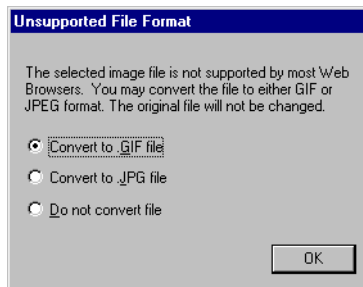 Unsupported File Format
The selected image file is not supported by most Web
Browsers. You may convert the file to either GIF or
JPEG format. The original file will not be changed.
Convert to .GIF file
Convert to .JPG file
Do not convert file
OK